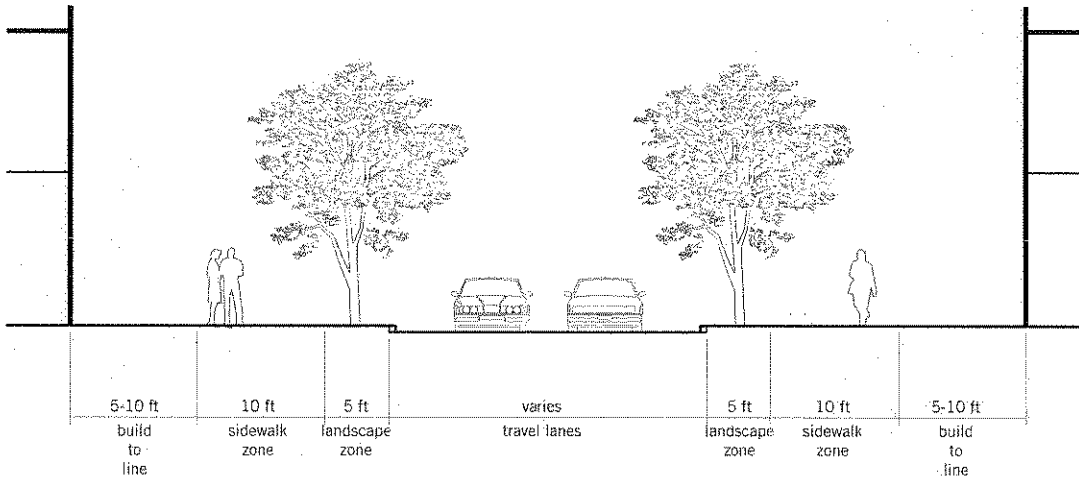 5-10 ft 10 ft 5 ft varies 5 ft 10 ft 5-10 ft
build sidewalk landscape travel lanes landscape sidewalk build
to zone zone zone zone to
line line